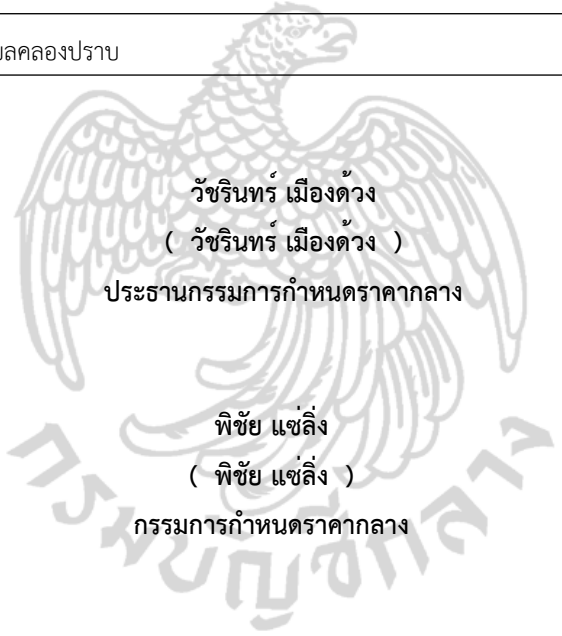 บลคลองปราบ
วัชรินทร์ เมืองด้วง
( วัชรินทร์ เมืองด้วง )
ประธานกรรมการกำหนดราคากลาง
พิชัย แซ่ลิ่ง
( พิชัย แซ่ลิ่ง )
กรรมการกำหนดราคากลาง
กรมบัญชีกลาง